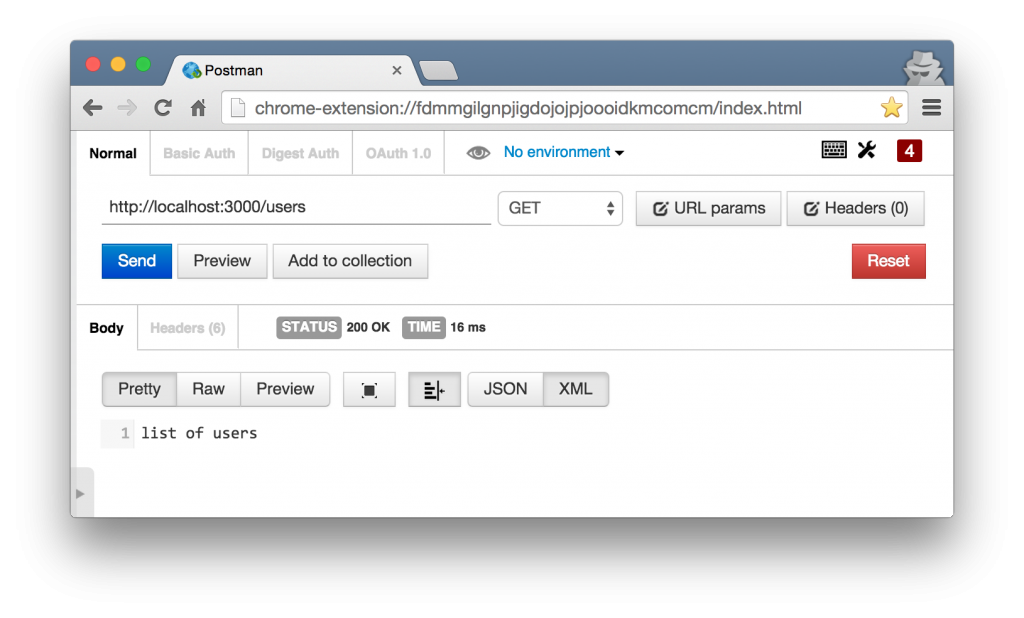 Postman
chrome-extension://fdmmgilgnpjigdojojpjoooidkmcomcm/index.html
Normal Basic Auth Digest Auth OAuth 1.0 No environment 4
http://localhost:3000/users GET URL params Headers (0)
Send Preview Add to collection Reset
Body Headers (6) STATUS 200 OK TIME 16 ms
Pretty Raw Preview JSON XML
1 list of users